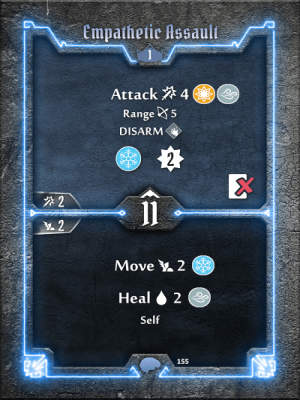 Empathetic Assault
1
Attack 4
Range 5
DISARM
2
2
2
11
Move 2
Heal 2
Self
155